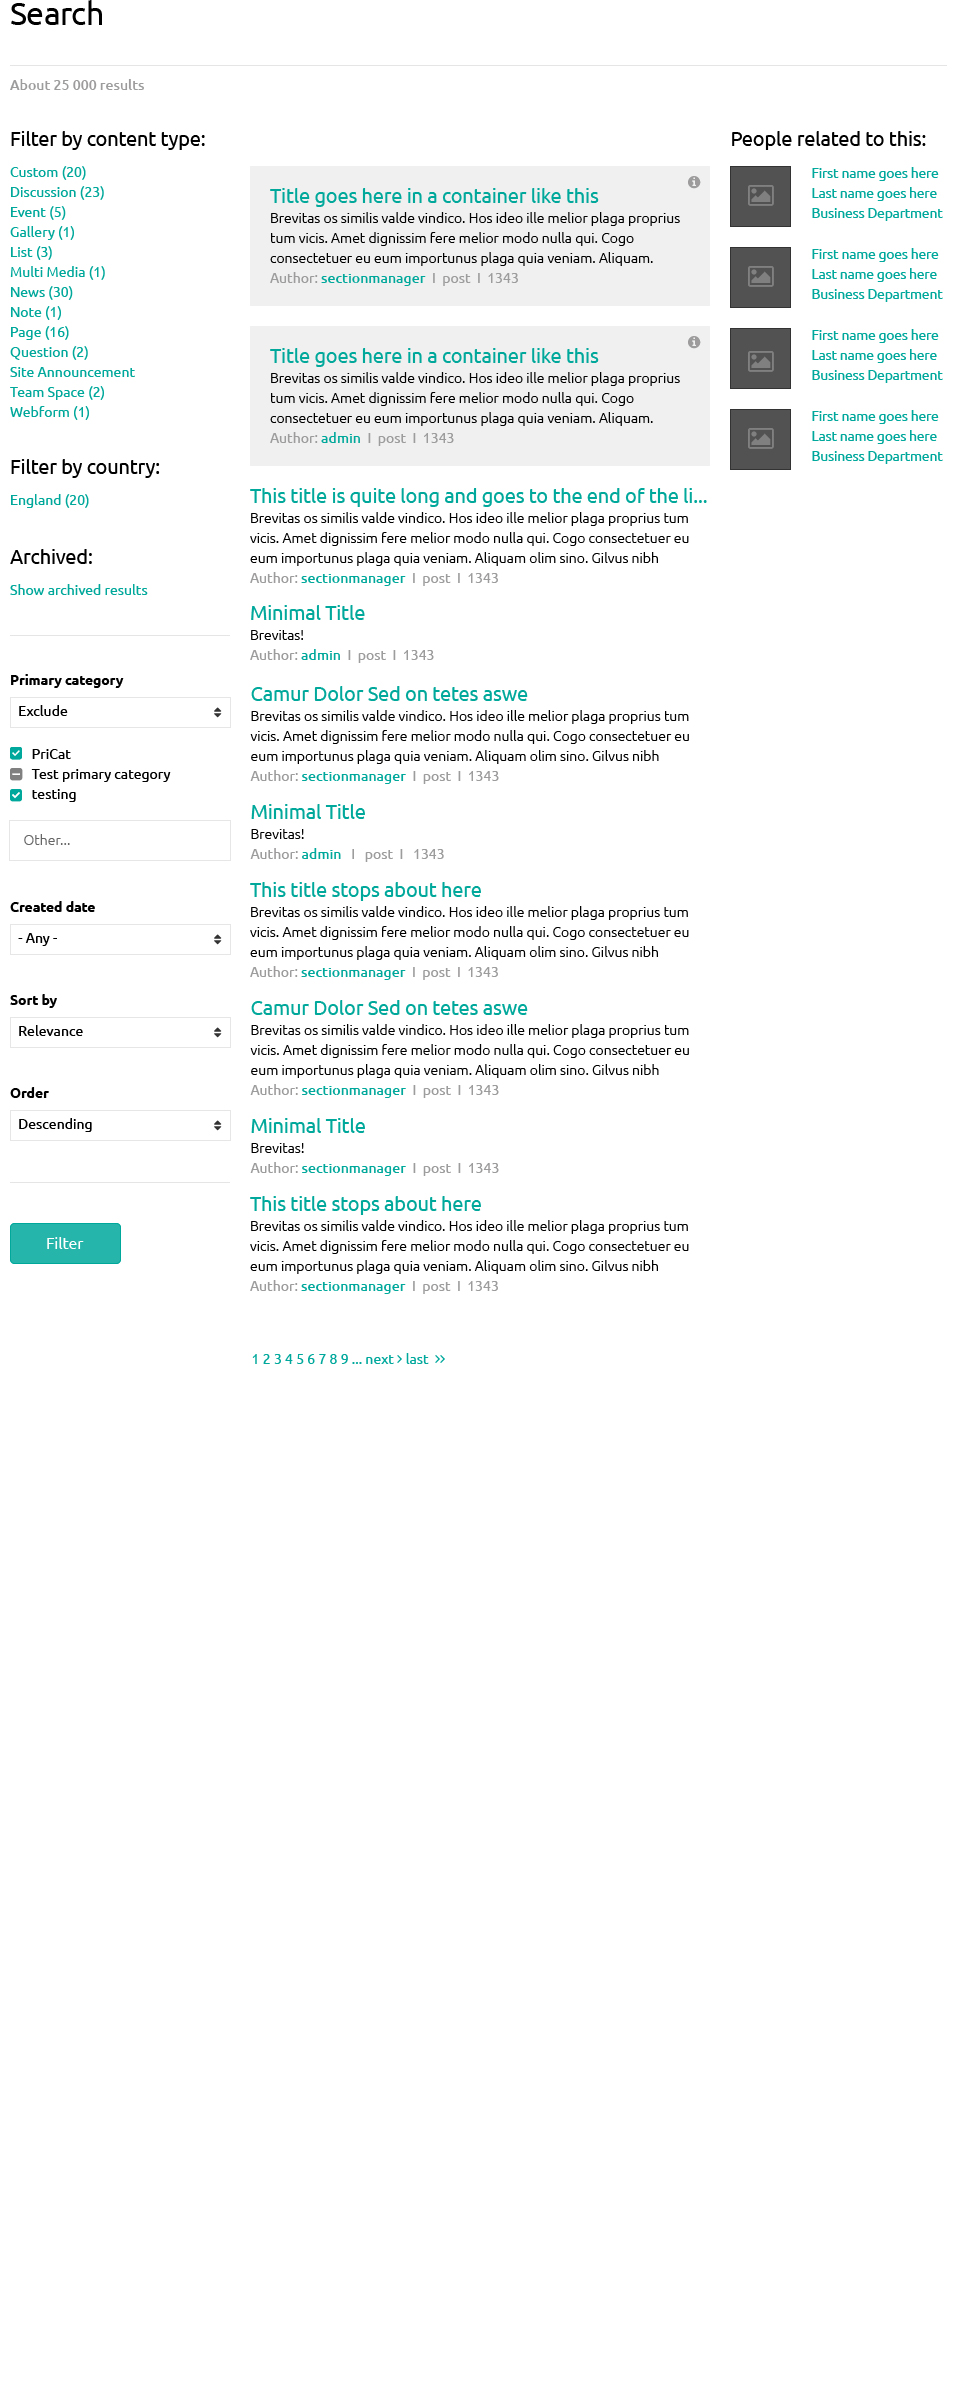 Search
About 25 000 results
Filter by content type:
Custom (20)
Discussion (23)
Event (5)
Gallery (1)
List (3)
Multi Media (1)
News (30)
Note (1)
Page (16)
Question (2)
Site Announcement
Team Space (2)
Webform (1)
Filter by country:
England (20)
Archived:
Show archived results
Primary category
Exclude
PriCat
Test primary category
testing
Other...
Created date
- Any -
Sort by
Relevance
Order
Descending
Filter
Title goes here in a container like this
Brevitas os similis valde vindico. Hos ideo ille melior plaga proprius
tum vicis. Amet dignissim fere melior modo nulla qui. Cogo
consectetuer eu eum importunus plaga quia veniam. Aliquam.
Author: sectionmanager | post | 1343
Title goes here in a container like this
Brevitas os similis valde vindico. Hos ideo ille melior plaga proprius
tum vicis. Amet dignissim fere melior modo nulla qui. Cogo
consectetuer eu eum importunus plaga quia veniam. Aliquam.
Author: admin | post | 1343
This title is quite long and goes to the end of the li...
Brevitas os similis valde vindico. Hos ideo ille melior plaga proprius tum
vicis. Amet dignissim fere melior modo nulla qui. Cogo consectetuer eu
eum importunus plaga quia veniam. Aliquam olim sino. Gilvus nibh
Author: sectionmanager | post | 1343
Minimal Title
Brevitas!
Author: admin | post | 1343
Camur Dolor Sed on tetes aswe
Brevitas os similis valde vindico. Hos ideo ille melior plaga proprius tum
vicis. Amet dignissim fere melior modo nulla qui. Cogo consectetuer eu
eum importunus plaga quia veniam. Aliquam olim sino. Gilvus nibh
Author: sectionmanager | post | 1343
Minimal Title
Brevitas!
Author: admin | post | 1343
This title stops about here
Brevitas os similis valde vindico. Hos ideo ille melior plaga proprius tum
vicis. Amet dignissim fere melior modo nulla qui. Cogo consectetuer eu
eum importunus plaga quia veniam. Aliquam olim sino. Gilvus nibh
Author: sectionmanager | post | 1343
Camur Dolor Sed on tetes aswe
Brevitas os similis valde vindico. Hos ideo ille melior plaga proprius tum
vicis. Amet dignissim fere melior modo nulla qui. Cogo consectetuer eu
eum importunus plaga quia veniam. Aliquam olim sino. Gilvus nibh
Author: sectionmanager | post | 1343
Minimal Title
Brevitas!
Author: sectionmanager | post | 1343
This title stops about here
Brevitas os similis valde vindico. Hos ideo ille melior plaga proprius tum
vicis. Amet dignissim fere melior modo nulla qui. Cogo consectetuer eu
eum importunus plaga quia veniam. Aliquam olim sino. Gilvus nibh
Author: sectionmanager | post | 1343
1 2 3 4 5 6 7 8 9 ... next › last »
People related to this:
First name goes here
Last name goes here
Business Department
First name goes here
Last name goes here
Business Department
First name goes here
Last name goes here
Business Department
First name goes here
Last name goes here
Business Department